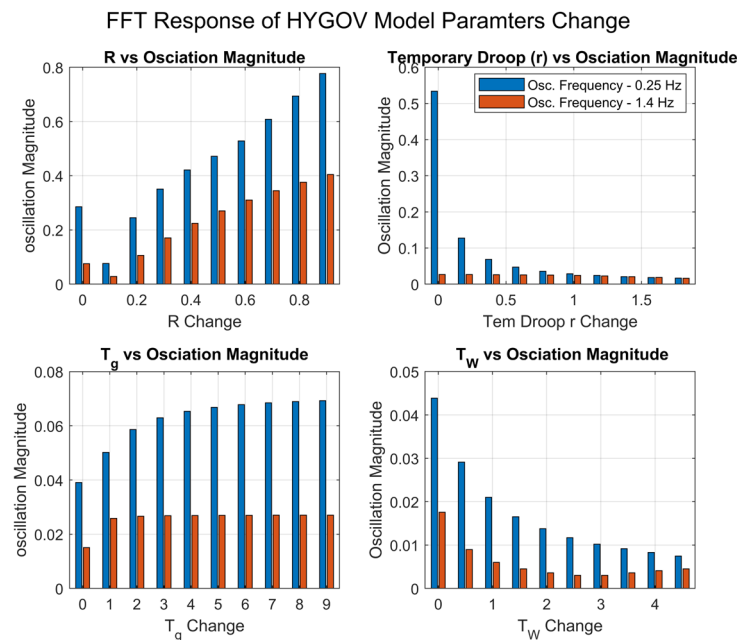 FFT Response of HYGOV Model Paramters Change
R vs Osciation Magnitude
oscillation Magnitude
0.8
0.6
0.4
0.2
0
0 0.2 0.4 0.6 0.8
R Change
Temporary Droop (r) vs Osciation Magnitude
Oscillation Magnitude
0.6
0.5
0.4
0.3
0.2
0.1
0
Osc. Frequency - 0.25 Hz
Osc. Frequency - 1.4 Hz
0 0.5 1 1.5
Tem Droop r Change
T_g vs Osciation Magnitude
oscillation Magnitude
0.08
0.06
0.04
0.02
0
0 1 2 3 4 5 6 7 8 9
T_g Change
T_W vs Osciation Magnitude
Oscillation Magnitude
0.05
0.04
0.03
0.02
0.01
0
0 1 2 3 4
T_W Change